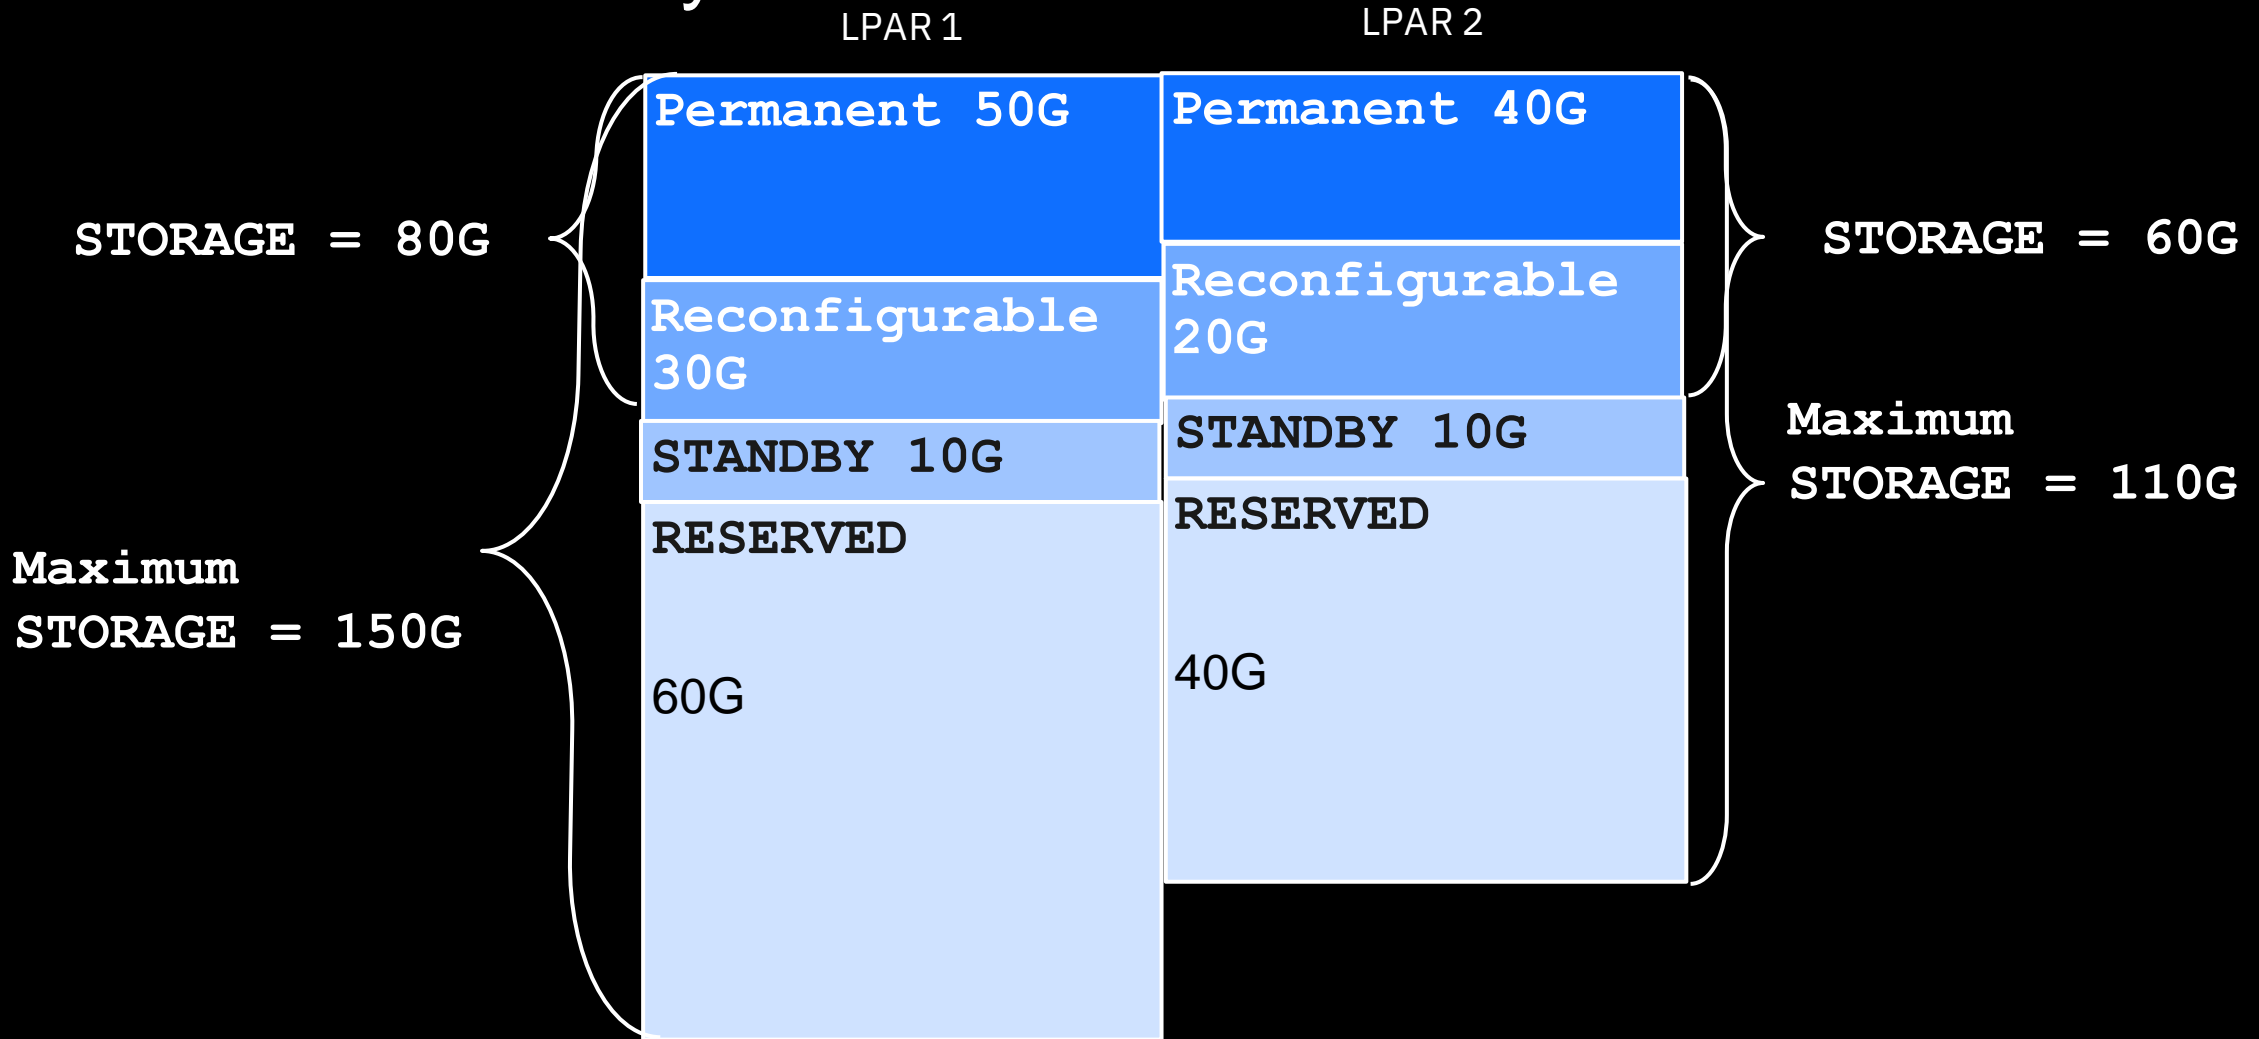 LPAR 1
LPAR 2
Permanent 50G
Permanent 40G
STORAGE = 80G
STORAGE = 60G
Reconfigurable
30G
Reconfigurable
20G
STANDBY 10G
STANDBY 10G
Maximum
STORAGE = 110G
RESERVED
60G
RESERVED
40G
Maximum
STORAGE = 150G